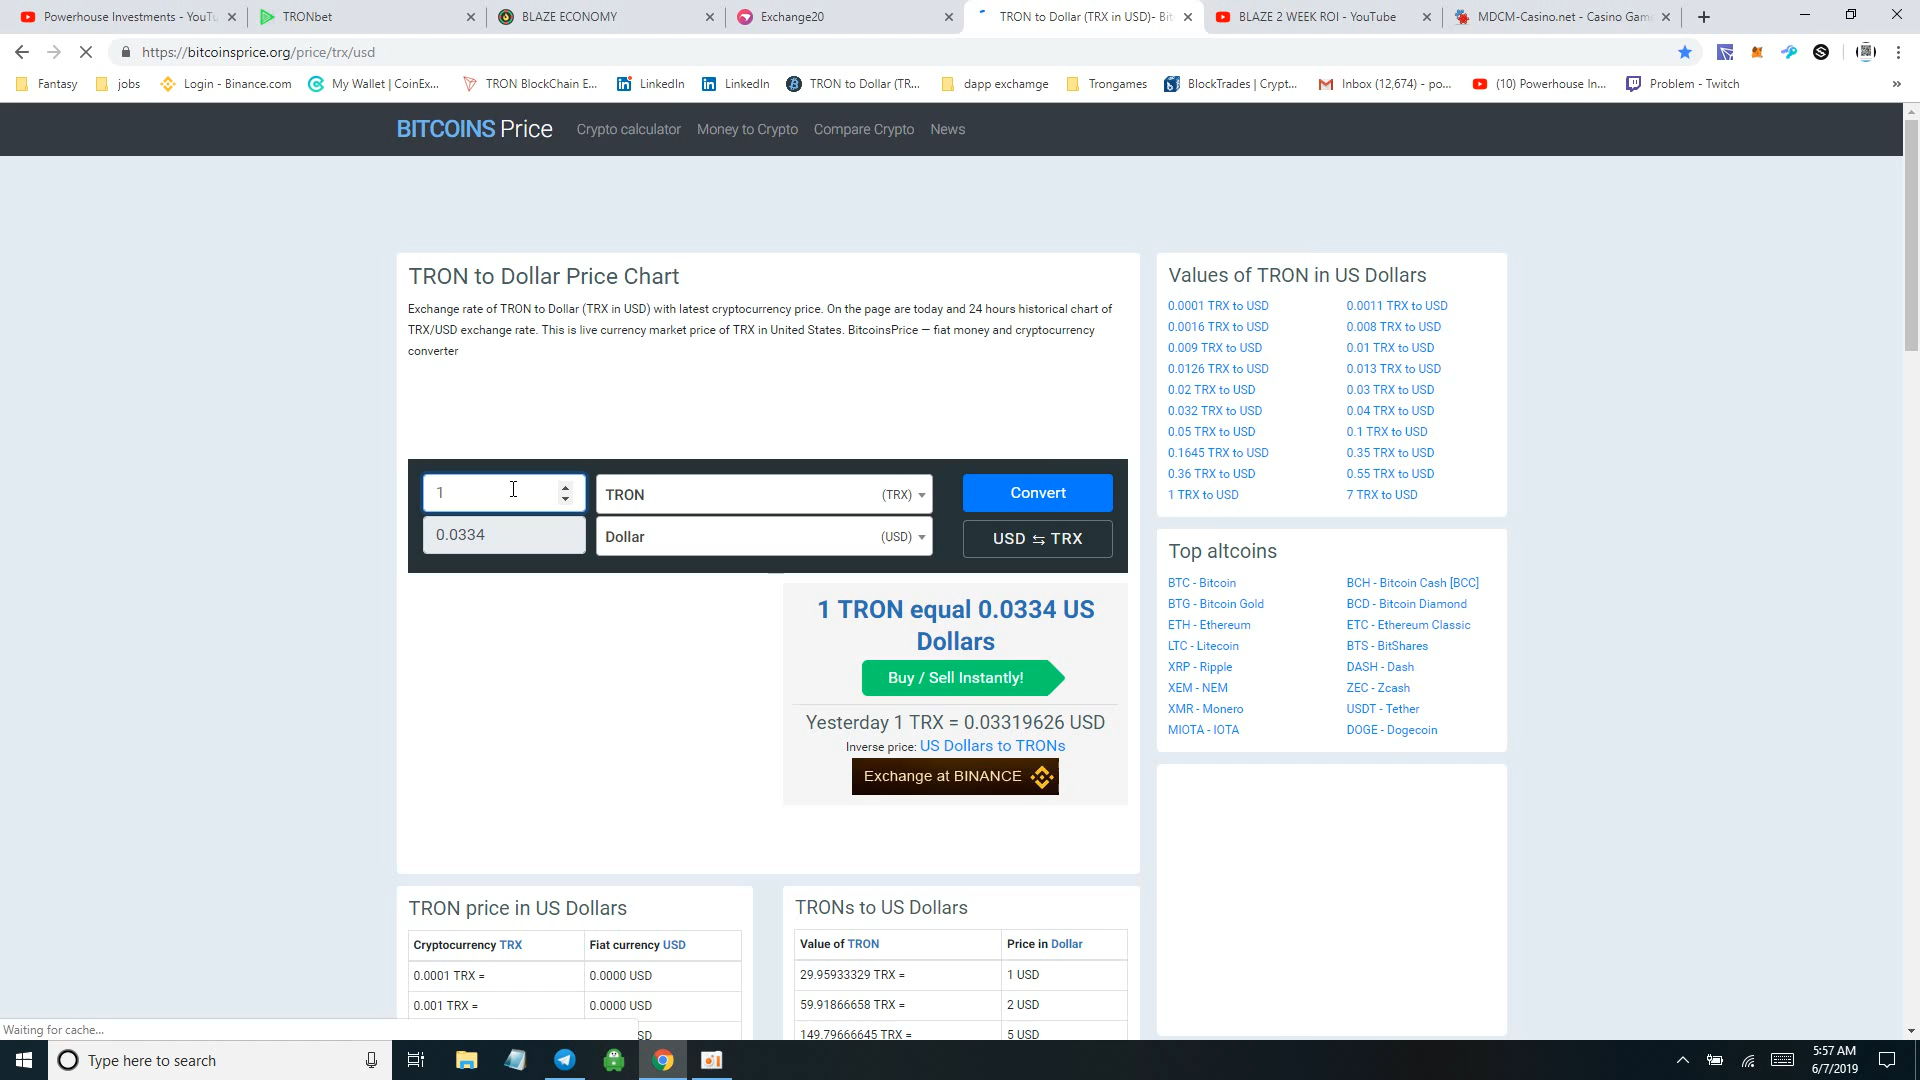 Powerhouse Investments - YouTu
TRONbet
BLAZE ECONOMY
Exchange20
TRON to Dollar (TRX in USD)- Bit
BLAZE 2 WEEK ROI - YouTube
MDCM-Casino.net - Casino Gam
https://bitcoinsprice.org/price/trx/usd
Fantasy
jobs
Login - Binance.com
My Wallet | CoinEx...
TRON BlockChain E...
LinkedIn
LinkedIn
TRON to Dollar (TR...
dapp exchamge
Trongames
BlockTrades | Crypt...
Inbox (12,674) - po...
(10) Powerhouse In...
Problem - Twitch
»
BITCOINS Price
Crypto calculator
Money to Crypto
Compare Crypto
News
TRON to Dollar Price Chart
Exchange rate of TRON to Dollar (TRX in USD) with latest cryptocurrency price. On the page are today and 24 hours historical chart of
TRX/USD exchange rate. This is live currency market price of TRX in United States. BitcoinsPrice — fiat money and cryptocurrency
converter
1
TRON (TRX)
Convert
0.0334
Dollar (USD)
USD ⇆ TRX
1 TRON equal 0.0334 US
Dollars
Buy / Sell Instantly!
Yesterday 1 TRX = 0.03319626 USD
Inverse price: US Dollars to TRONs
Exchange at BINANCE
TRON price in US Dollars
Cryptocurrency TRX Fiat currency USD
0.0001 TRX = 0.0000 USD
0.001 TRX = 0.0000 USD
SD
TRONs to US Dollars
Value of TRON Price in Dollar
29.95933329 TRX = 1 USD
59.91866658 TRX = 2 USD
149.79666645 TRX = 5 USD
Values of TRON in US Dollars
0.0001 TRX to USD 0.0011 TRX to USD
0.0016 TRX to USD 0.008 TRX to USD
0.009 TRX to USD 0.01 TRX to USD
0.0126 TRX to USD 0.013 TRX to USD
0.02 TRX to USD 0.03 TRX to USD
0.032 TRX to USD 0.04 TRX to USD
0.05 TRX to USD 0.1 TRX to USD
0.1645 TRX to USD 0.35 TRX to USD
0.36 TRX to USD 0.55 TRX to USD
1 TRX to USD 7 TRX to USD
Top altcoins
BTC - Bitcoin BCH - Bitcoin Cash [BCC]
BTG - Bitcoin Gold BCD - Bitcoin Diamond
ETH - Ethereum ETC - Ethereum Classic
LTC - Litecoin BTS - BitShares
XRP - Ripple DASH - Dash
XEM - NEM ZEC - Zcash
XMR - Monero USDT - Tether
MIOTA - IOTA DOGE - Dogecoin
Waiting for cache...
Type here to search
5:57 AM
6/7/2019